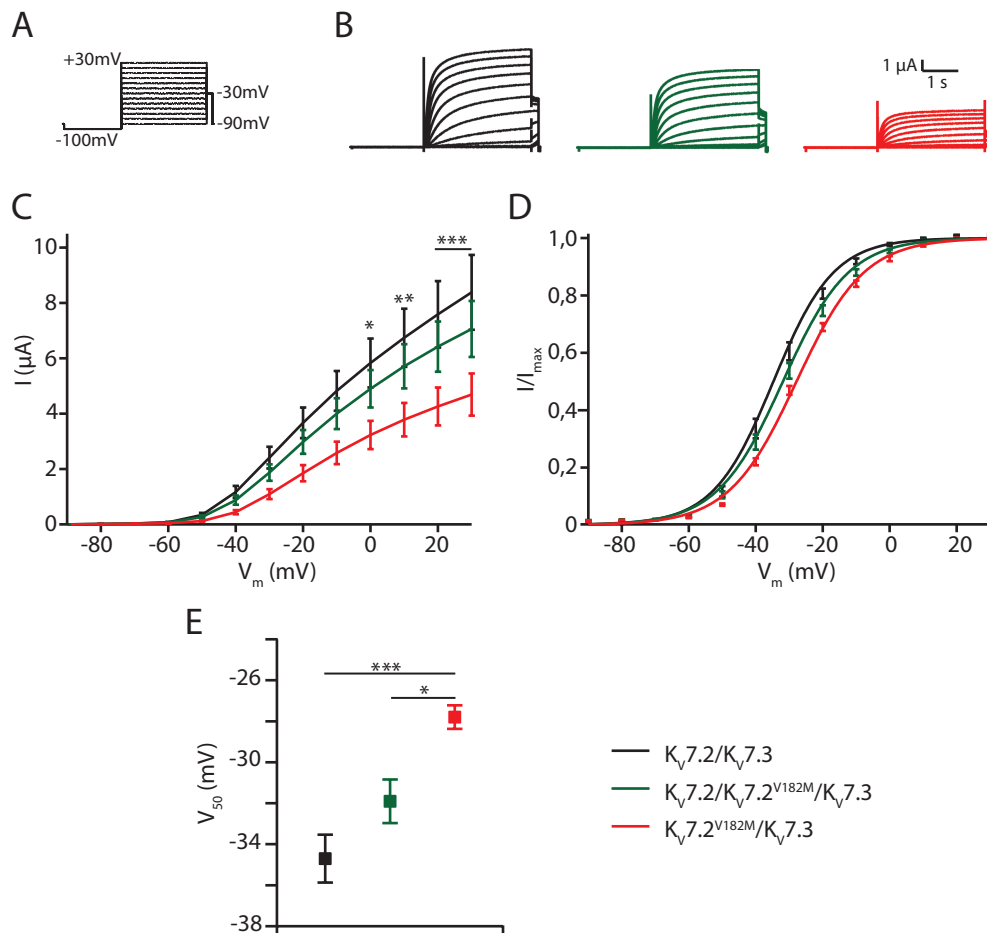 A
+30mV
-30mV
-90mV
-100mV
B
1 µA
1 s
C
10
8
6
4
2
0
I (µA)
*
**
***
-80 -60 -40 -20 0 20
V_m (mV)
D
1,0
0,8
0,6
0,4
0,2
0
I/I_max
-80 -60 -40 -20 0 20
V_m (mV)
E
-26
-30
-34
-38
V_50 (mV)
***
*
K_V7.2/K_V7.3
K_V7.2/K_V7.2^V182M/K_V7.3
K_V7.2^V182M/K_V7.3